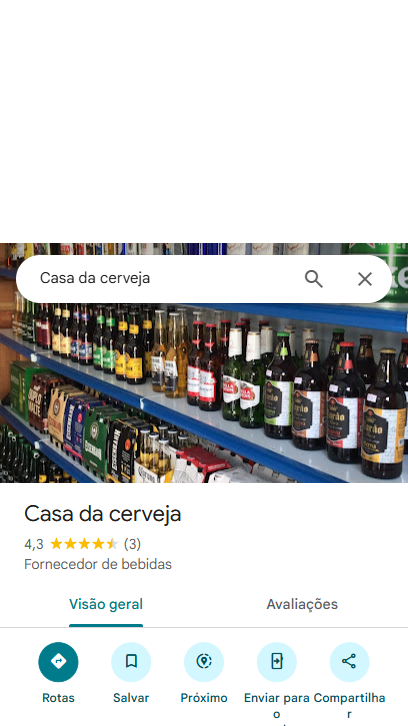 Casa da cerveja
Casa da cerveja
4,3 (3)
Fornecedor de bebidas
Visão geral
Avaliações
Rotas
Salvar
Próximo
Enviar para
o
Compartilha
r